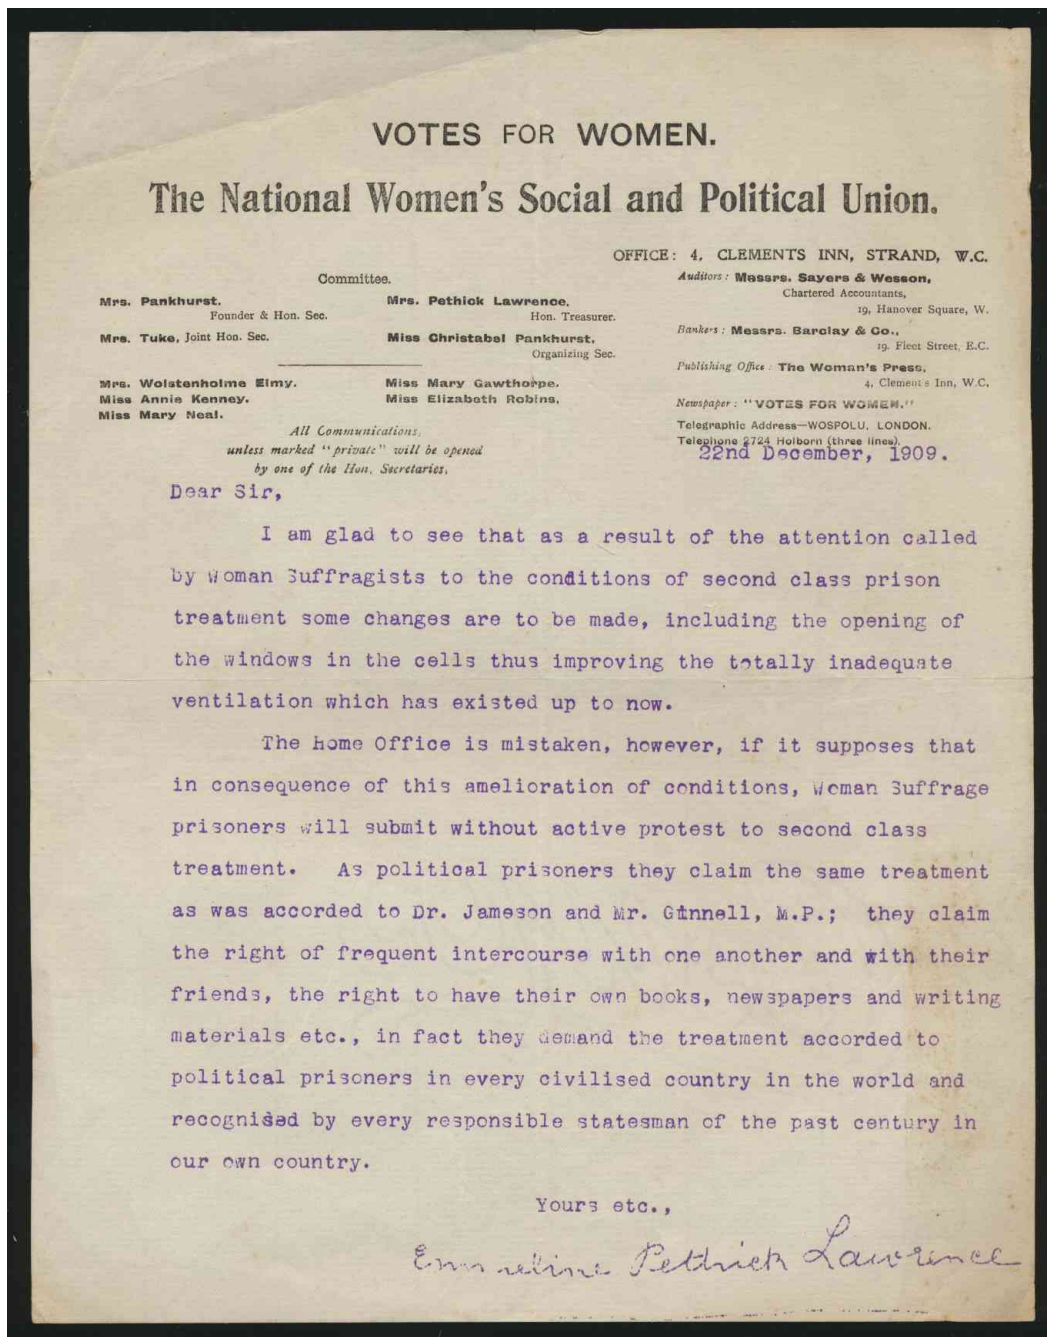 VOTES FOR WOMEN.
The National Women's Social and Political Union.
OFFICE: 4, CLEMENTS INN, STRAND, W.C.
Committee.
Mrs. Pankhurst,
Founder & Hon. Sec.
Mrs. Pethick Lawrence,
Hon. Treasurer.
Mrs. Tuke, Joint Hon. Sec.
Miss Christabel Pankhurst,
Organizing Sec.
Mrs. Wolstenholme Elmy.
Miss Mary Gawthorpe.
Miss Annie Kenney.
Miss Elizabeth Robins,
Miss Mary Neal.
All Communications,
unless marked "private" will be opened
by one of the Hon. Secretaries,
Auditors: Messrs. Sayers & Wesson,
Chartered Accountants,
19, Hanover Square, W.
Bankers: Messrs. Barclay & Co.,
19, Fleet Street, E.C.
Publishing Office: The Woman's Press,
4, Clements Inn, W.C.
Newspaper: "VOTES FOR WOMEN."
Telegraphic Address—WOSPOLU, LONDON.
Telephone 2724 Holborn (three lines).
22nd December, 1909.
Dear Sir,
I am glad to see that as a result of the attention called
by Woman Suffragists to the conditions of second class prison
treatment some changes are to be made, including the opening of
the windows in the cells thus improving the totally inadequate
ventilation which has existed up to now.
The Home Office is mistaken, however, if it supposes that
in consequence of this amelioration of conditions, Woman Suffrage
prisoners will submit without active protest to second class
treatment. As political prisoners they claim the same treatment
as was accorded to Dr. Jameson and Mr. Ginnell, M.P.; they claim
the right of frequent intercourse with one another and with their
friends, the right to have their own books, newspapers and writing
materials etc., in fact they demand the treatment accorded to
political prisoners in every civilised country in the world and
recognised by every responsible statesman of the past century in
our own country.
Yours etc.,
Emmeline Pethick Lawrence